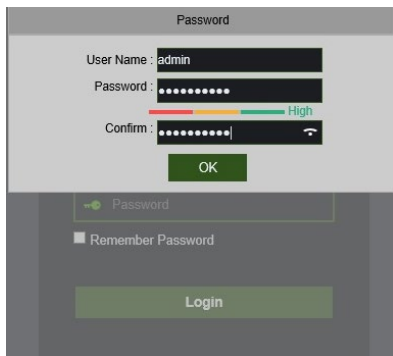 Password
User Name : admin
Password : ●●●●●●●●●●
High
Confirm : ●●●●●●●●●●
OK
Password
Remember Password
Login